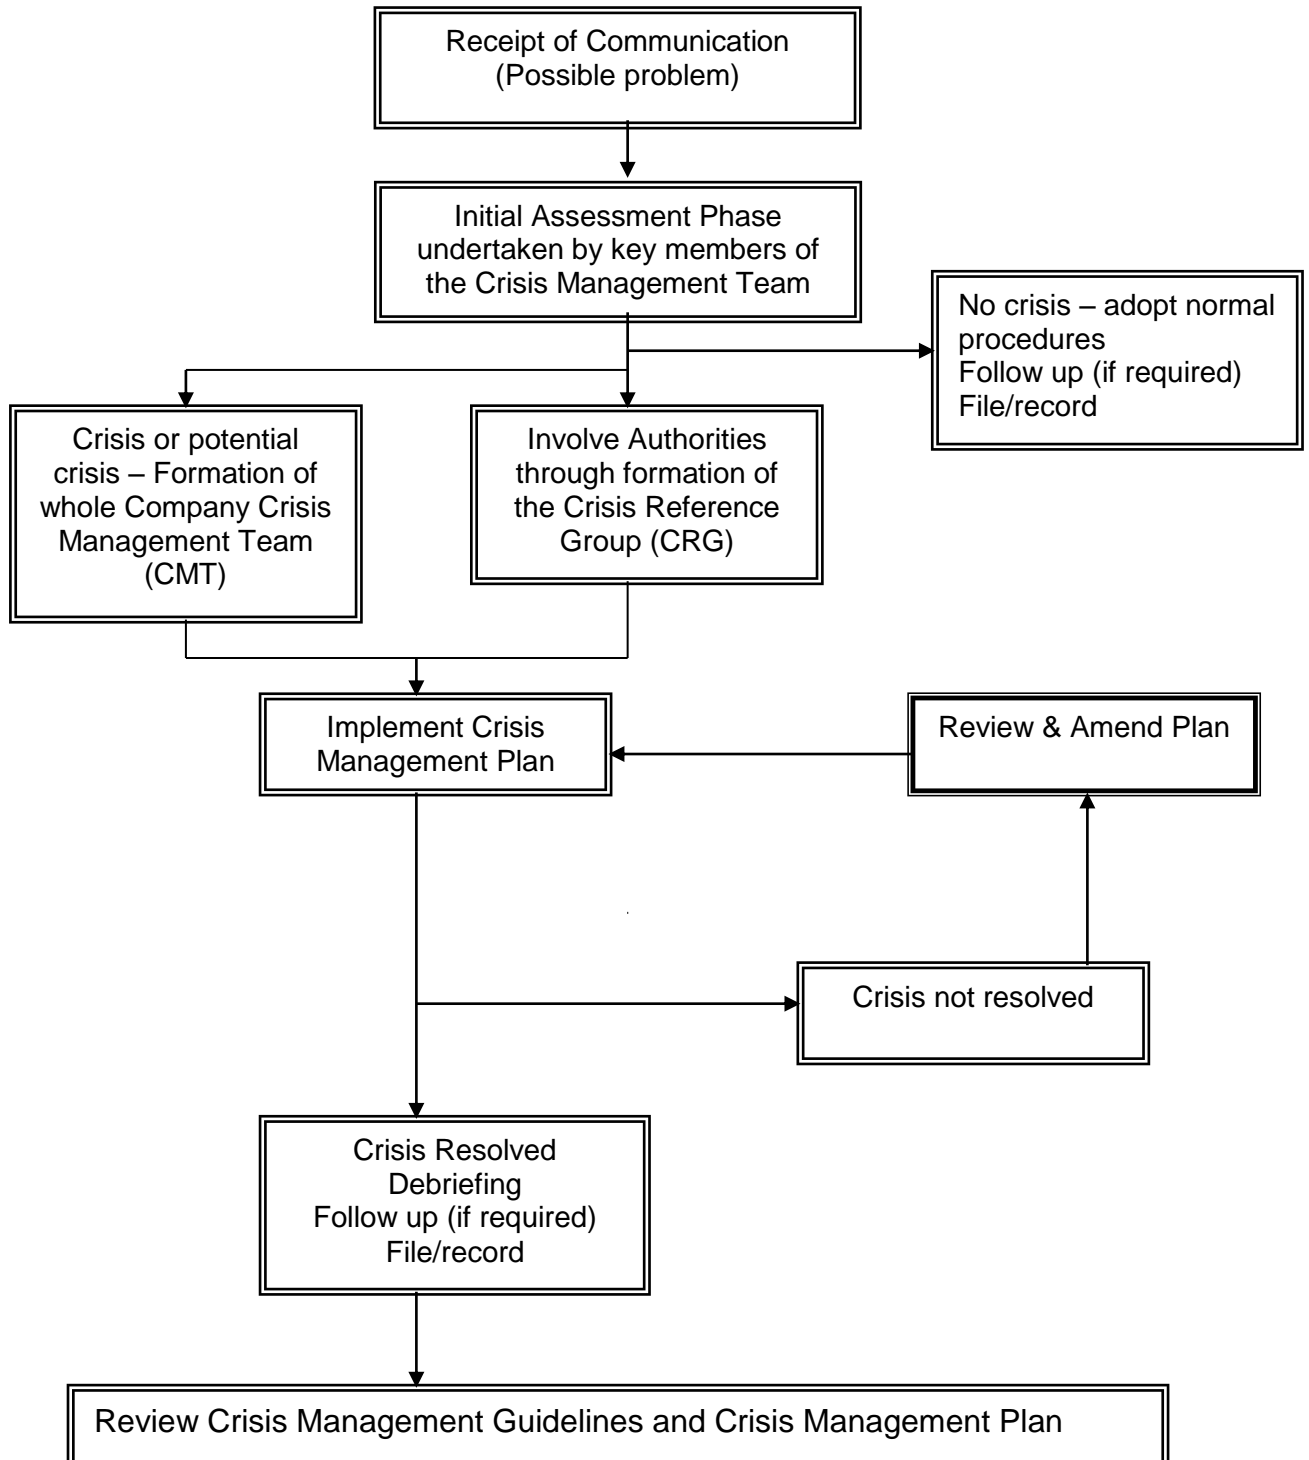 Receipt of Communication
(Possible problem)
Initial Assessment Phase
undertaken by key members of
the Crisis Management Team
No crisis – adopt normal
procedures
Follow up (if required)
File/record
Crisis or potential
crisis – Formation of
whole Company Crisis
Management Team
(CMT)
Involve Authorities
through formation of
the Crisis Reference
Group (CRG)
Implement Crisis
Management Plan
Review & Amend Plan
Crisis not resolved
Crisis Resolved
Debriefing
Follow up (if required)
File/record
Review Crisis Management Guidelines and Crisis Management Plan